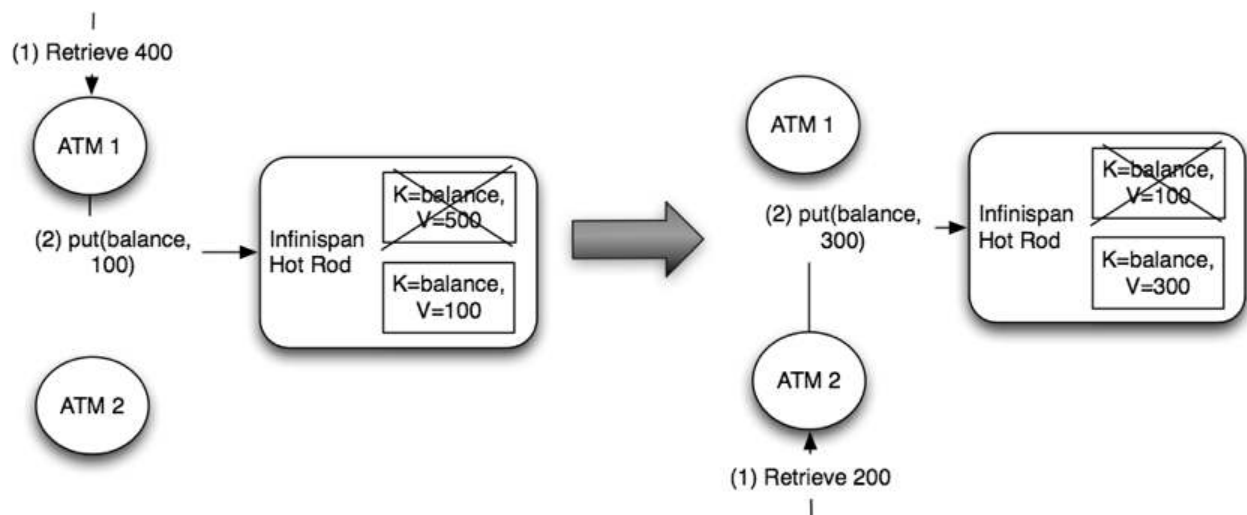 (1) Retrieve 400
ATM 1
(2) put(balance,
100)
Infinispan
Hot Rod
K=balance,
V=500
K=balance,
V=100
ATM 2
ATM 1
(2) put(balance,
300)
Infinispan
Hot Rod
K=balance,
V=100
K=balance,
V=300
ATM 2
(1) Retrieve 200